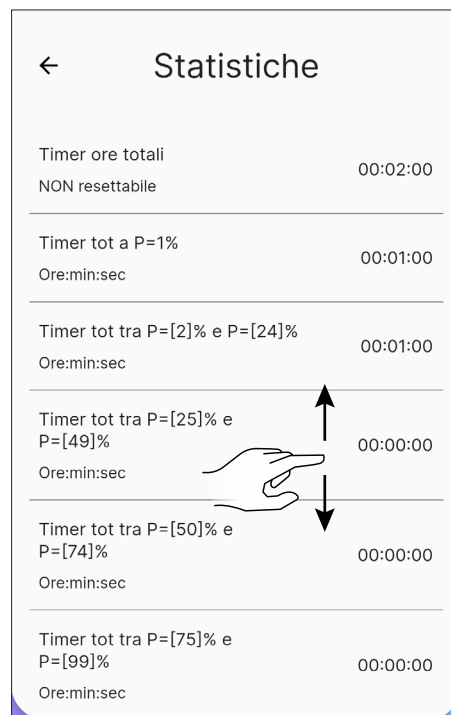 Statistiche
Timer ore totali
00:02:00
NON resettabile
Timer tot a P=1%
00:01:00
Ore:min:sec
Timer tot tra P=[2]% e P=[24]%
00:01:00
Ore:min:sec
Timer tot tra P=[25]% e
P=[49]%
00:00:00
Ore:min:sec
Timer tot tra P=[50]% e
P=[74]%
00:00:00
Ore:min:sec
Timer tot tra P=[75]% e
P=[99]%
00:00:00
Ore:min:sec